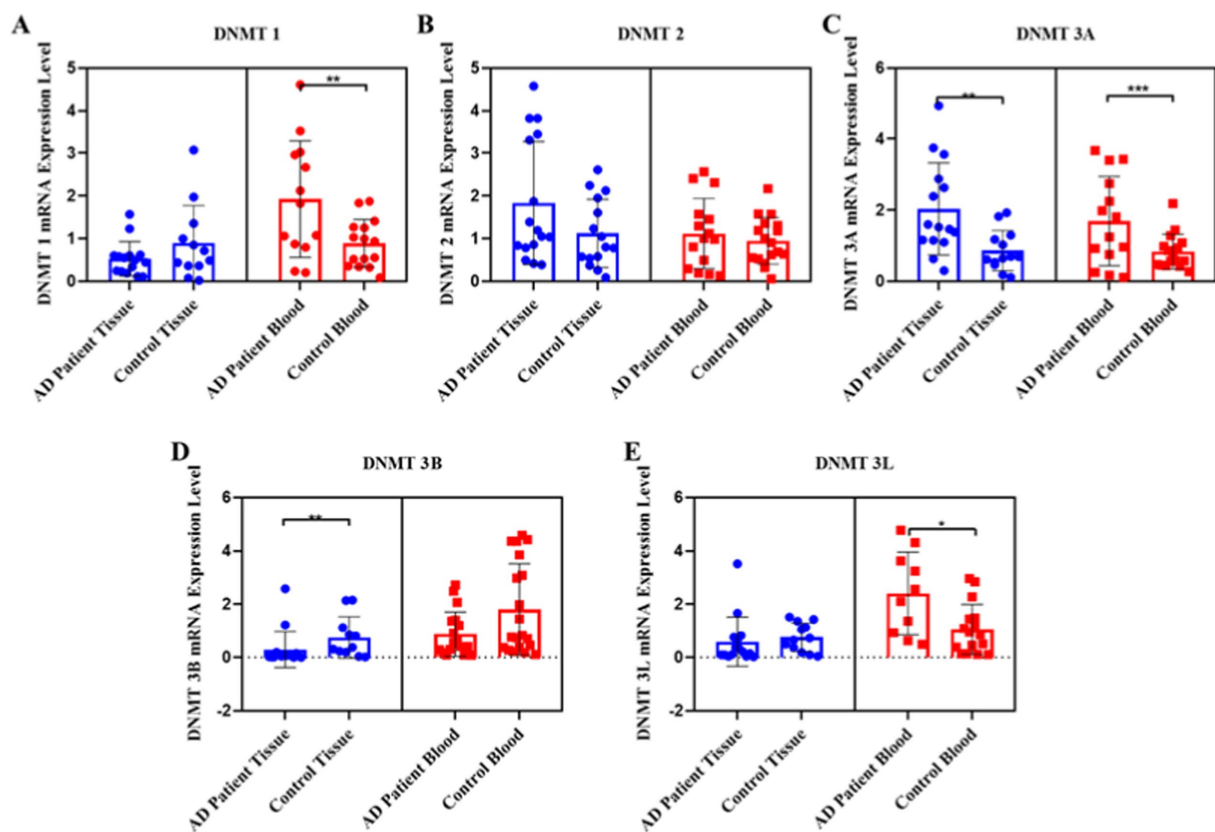 A
DNMT 1
DNMT 1 mRNA Expression Level
5
4
3
2
1
0
**
AD Patient Tissue
Control Tissue
AD Patient Blood
Control Blood
B
DNMT 2
DNMT 2 mRNA Expression Level
5
4
3
2
1
0
AD Patient Tissue
Control Tissue
AD Patient Blood
Control Blood
C
DNMT 3A
DNMT 3A mRNA Expression Level
6
4
2
0
**
***
AD Patient Tissue
Control Tissue
AD Patient Blood
Control Blood
D
DNMT 3B
DNMT 3B mRNA Expression Level
6
4
2
0
-2
**
AD Patient Tissue
Control Tissue
AD Patient Blood
Control Blood
E
DNMT 3L
DNMT 3L mRNA Expression Level
6
4
2
0
-2
*
AD Patient Tissue
Control Tissue
AD Patient Blood
Control Blood